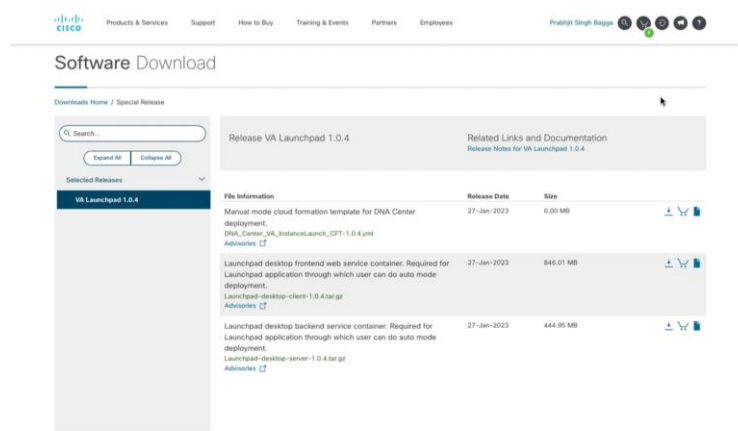 CISCO
Products & Services Support How to Buy Training & Events Partners Employees
Prabhjit Singh Bagga
Software Download
Downloads Home / Special Release
Search...
Expand All Collapse All
Selected Releases
VA Launchpad 1.0.4
Release VA Launchpad 1.0.4
Related Links and Documentation
Release Notes for VA Launchpad 1.0.4
File Information Release Date Size
Manual mode cloud formation template for DNA Center 27-Jan-2023 0.00 MB
deployment.
DNA_Center_VA_InstanceLaunch_CFT-1.0.4.yml
Advisories
Launchpad desktop frontend web service container. Required for 27-Jan-2023 846.01 MB
Launchpad application through which user can do auto mode
deployment.
Launchpad-desktop-client-1.0.4.tar.gz
Advisories
Launchpad desktop backend service container. Required for 27-Jan-2023 444.95 MB
Launchpad application through which user can do auto mode
deployment.
Launchpad-desktop-server-1.0.4.tar.gz
Advisories